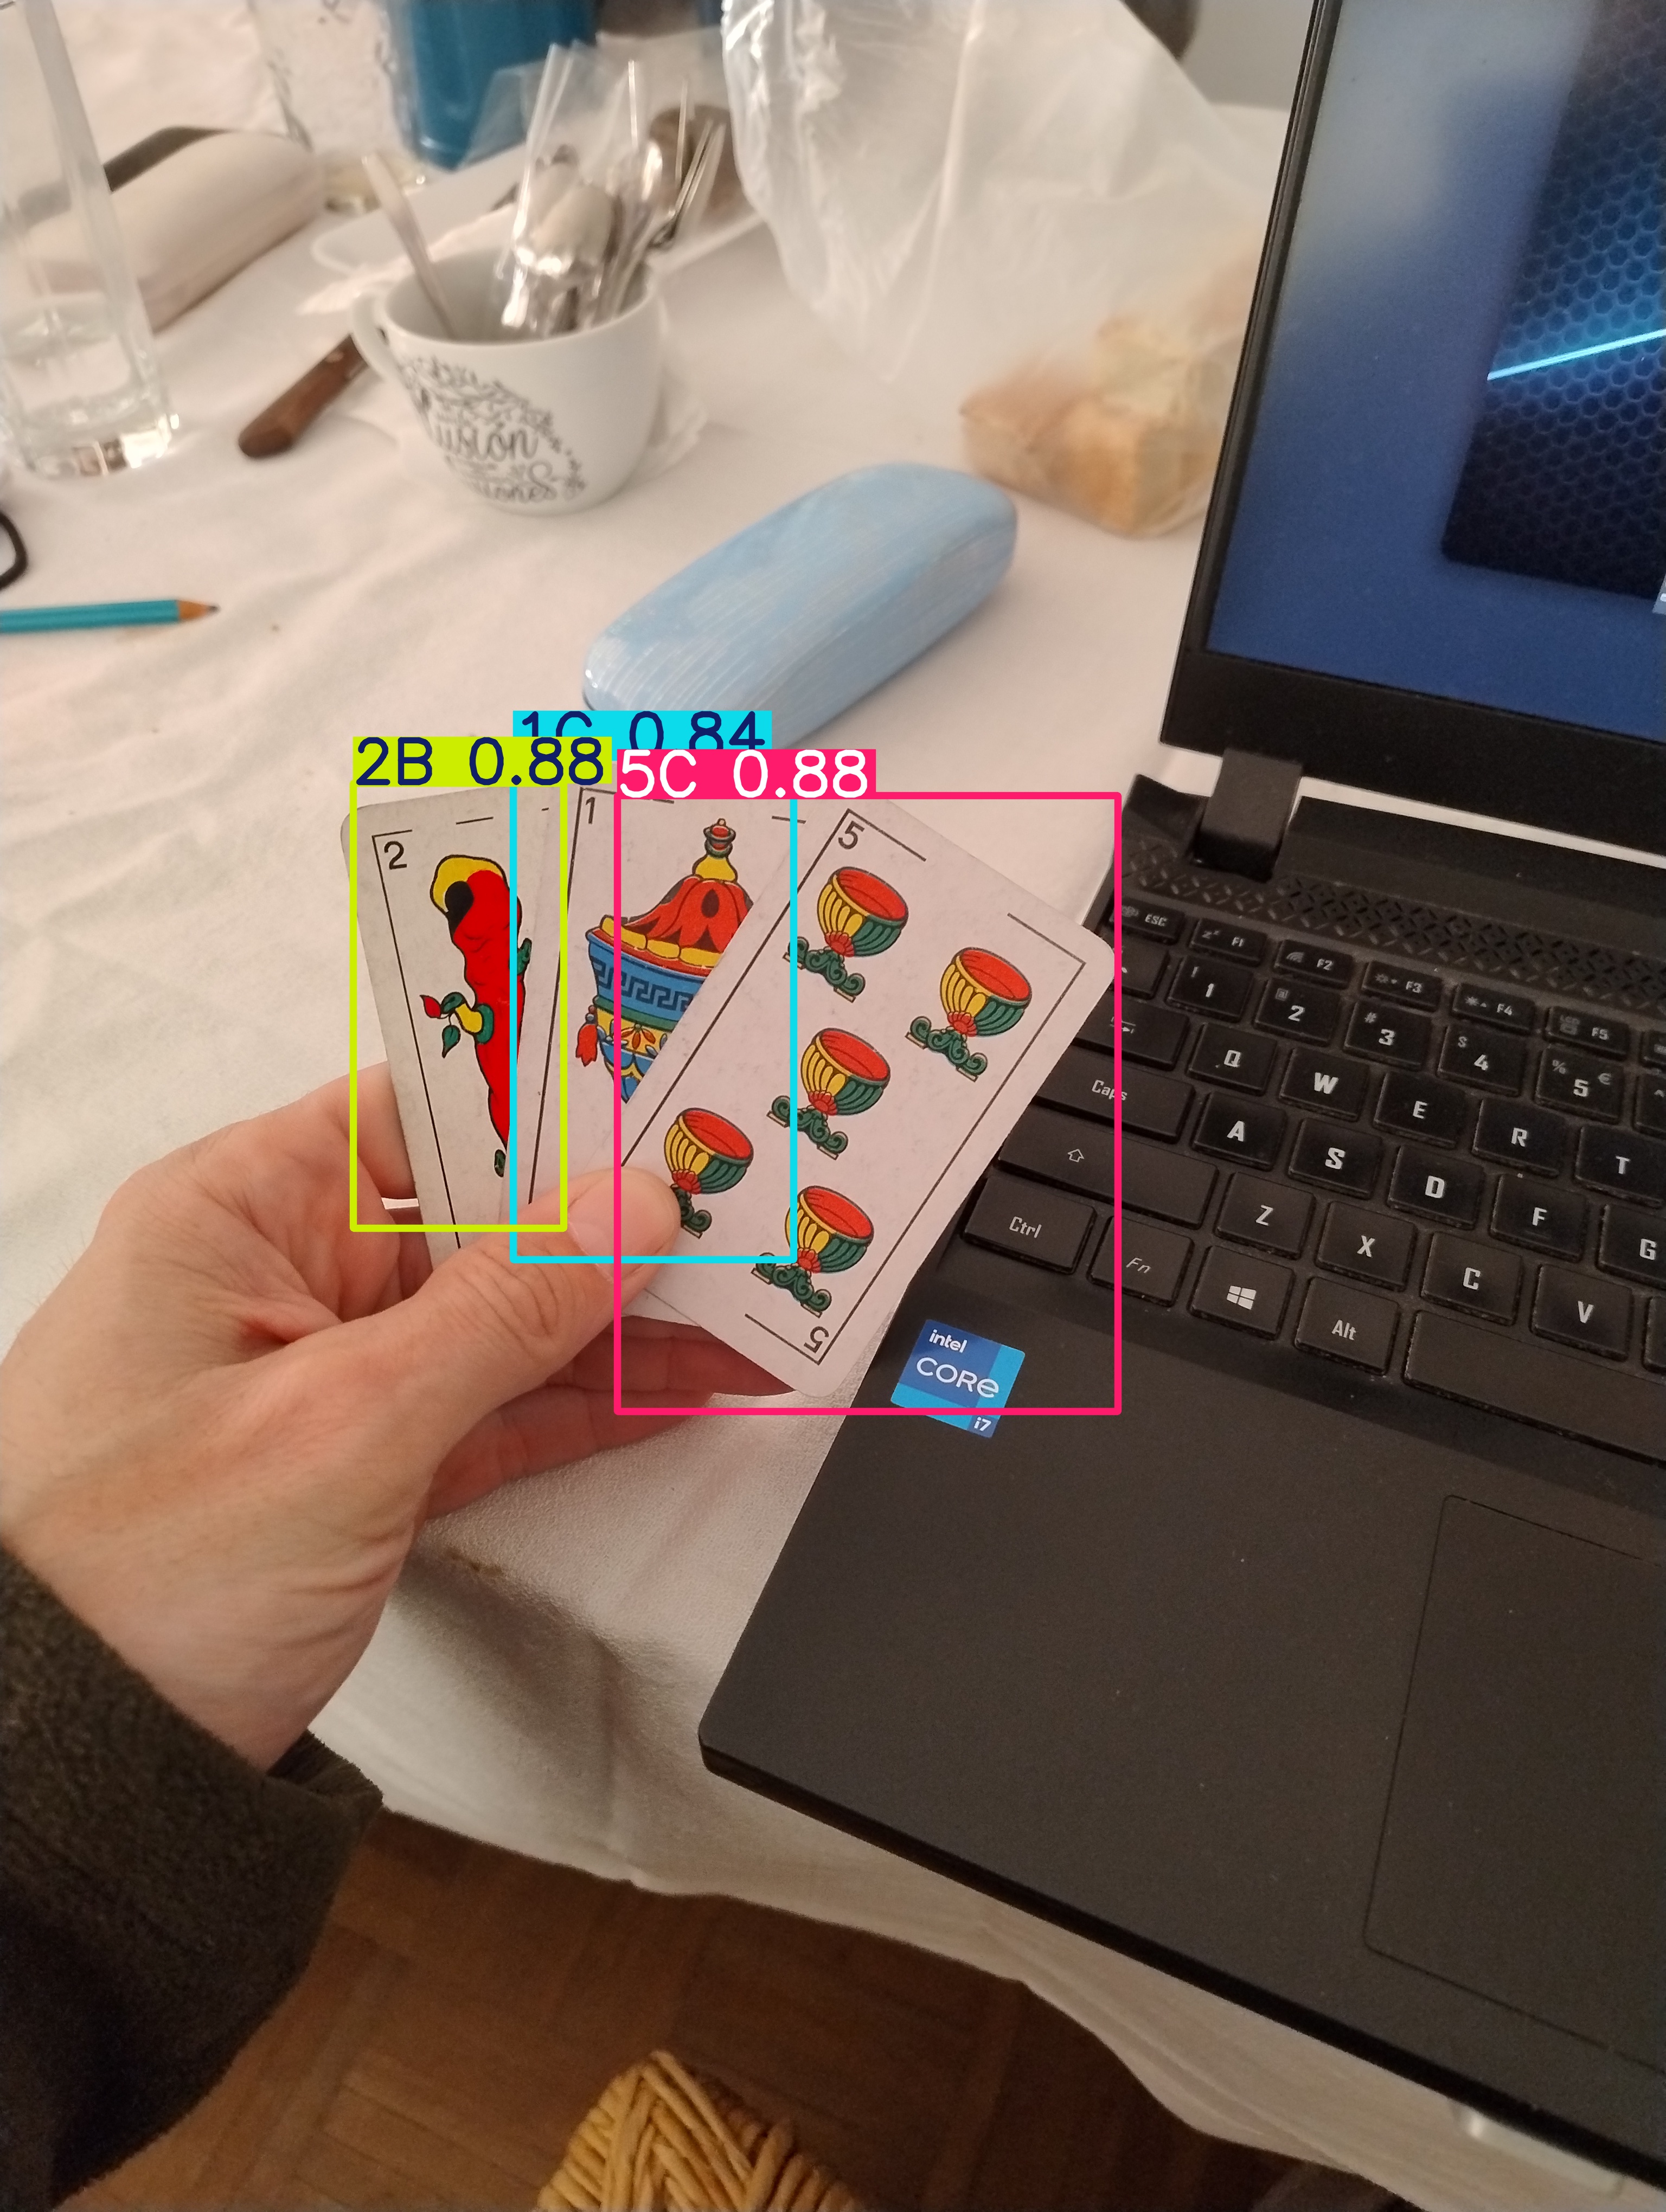 usión
1C 0.84
2B 0.88
5C 0.88
2
1
5
5
ESC
F1
F2
F3
F4
F5
! 1
2
# 3
$ 4
% 5 €
Q
W
E
R
T
Caps
A
S
D
F
G
Z
X
C
V
Ctrl
Fn
Alt
intel
CORe
i7